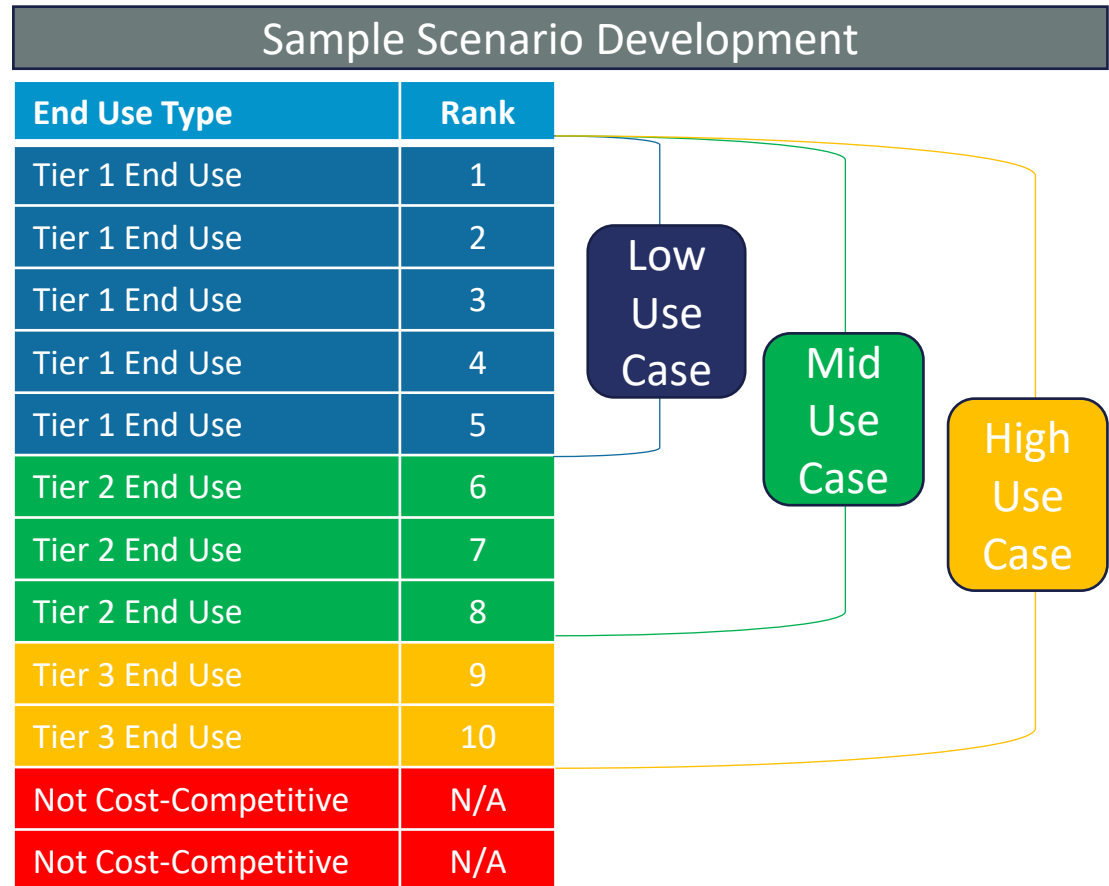 Sample Scenario Development
End Use Type Rank
Tier 1 End Use 1
Tier 1 End Use 2
Tier 1 End Use 3
Tier 1 End Use 4
Tier 1 End Use 5
Tier 2 End Use 6
Tier 2 End Use 7
Tier 2 End Use 8
Tier 3 End Use 9
Tier 3 End Use 10
Not Cost-Competitive N/A
Not Cost-Competitive N/A
Low
Use
Case
Mid
Use
Case
High
Use
Case